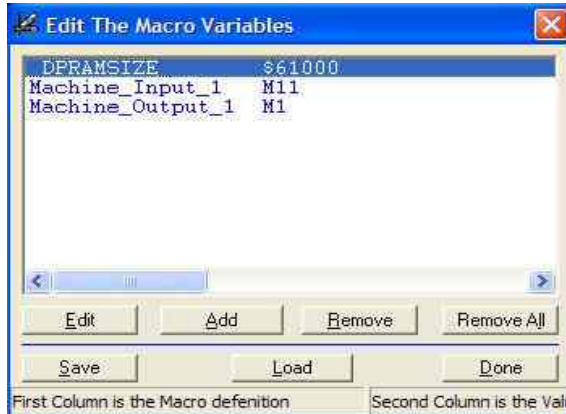 Edit The Macro Variables
DPRAMSIZE $61000
Machine_Input_1 M11
Machine_Output_1 M1
Edit Add Remove Remove All
Save Load Done
First Column is the Macro defenition Second Column is the Val